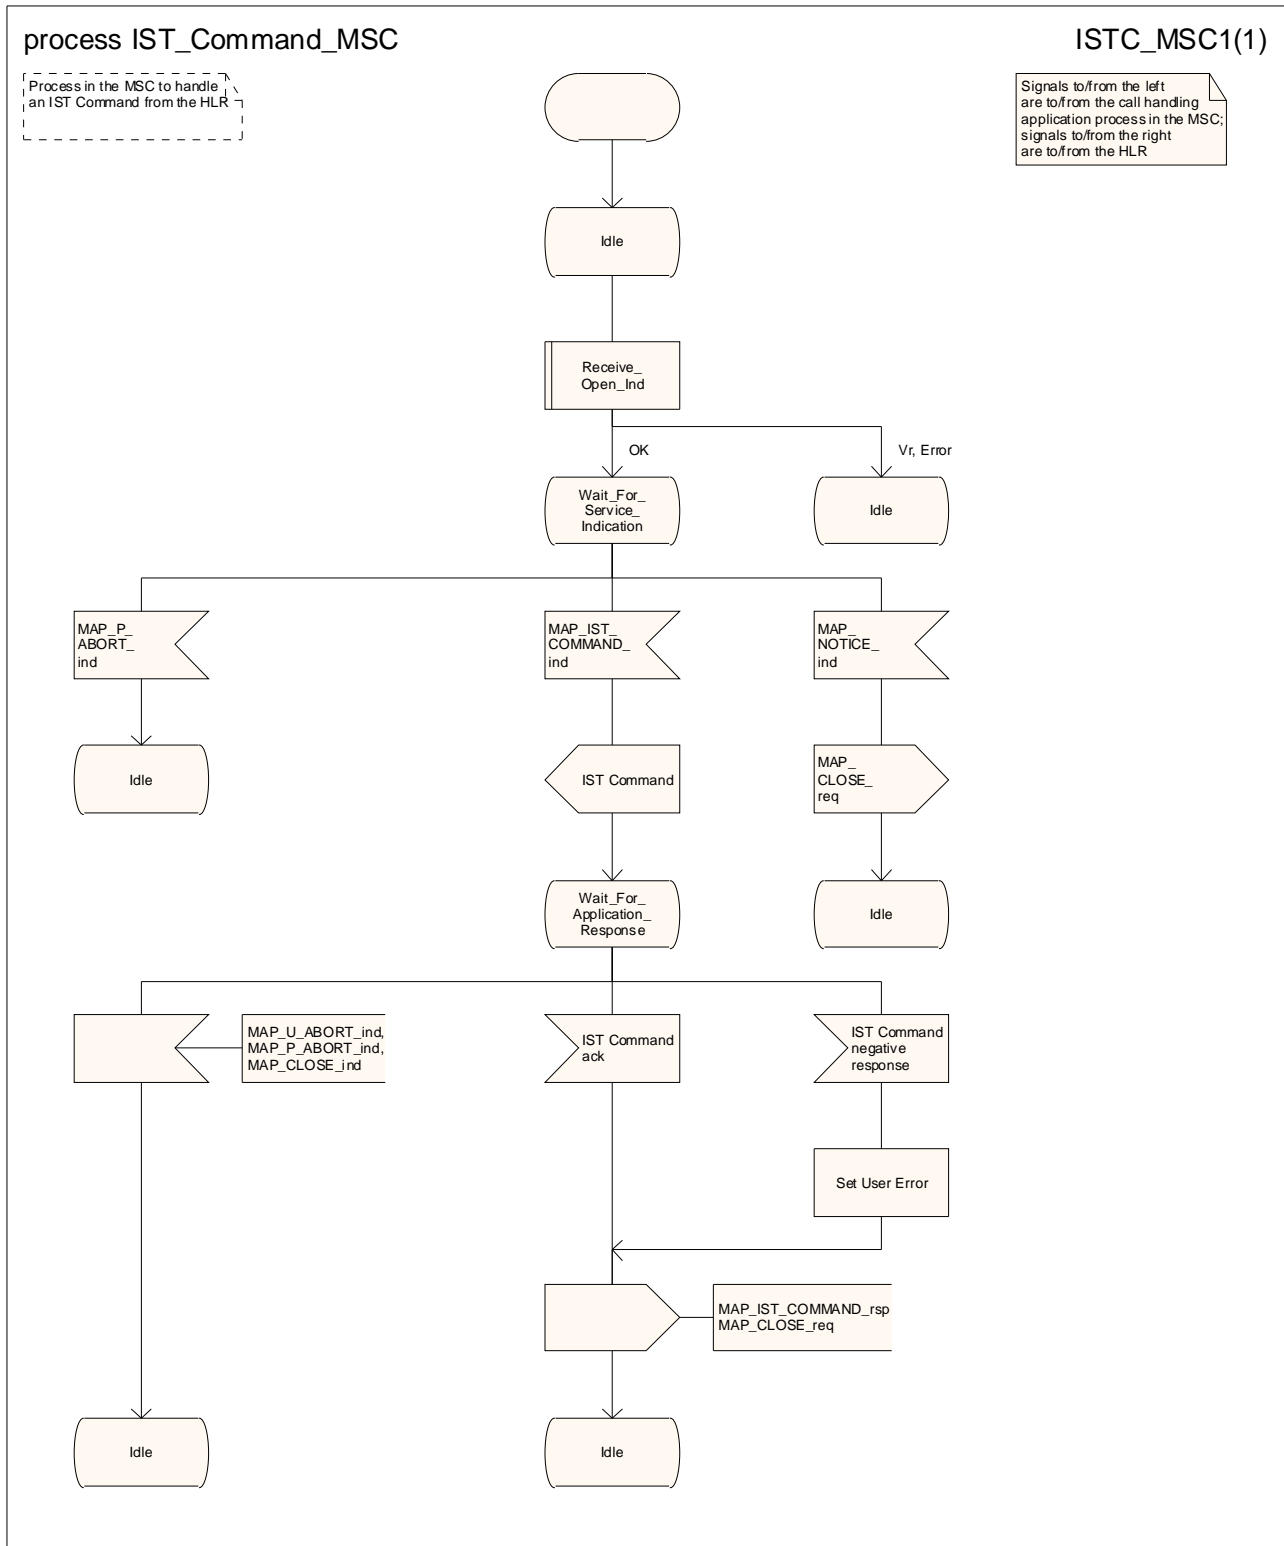 process IST_Command_MSC
ISTC_MSC1(1)
Process in the MSC to handle
an IST Command from the HLR
Signals to/from the left
are to/from the call handling
application process in the MSC;
signals to/from the right
are to/from the HLR
Idle
Receive_
Open_Ind
OK
Vr, Error
Wait_For_
Service_
Indication
Idle
MAP_P_
ABORT_
ind
MAP_IST_
COMMAND_
ind
MAP_
NOTICE_
ind
Idle
IST Command
MAP_
CLOSE_
req
Wait_For_
Application_
Response
Idle
MAP_U_ABORT_ind,
MAP_P_ABORT_ind,
MAP_CLOSE_ind
IST Command
ack
IST Command
negative
response
Set User Error
MAP_IST_COMMAND_rsp
MAP_CLOSE_req
Idle
Idle